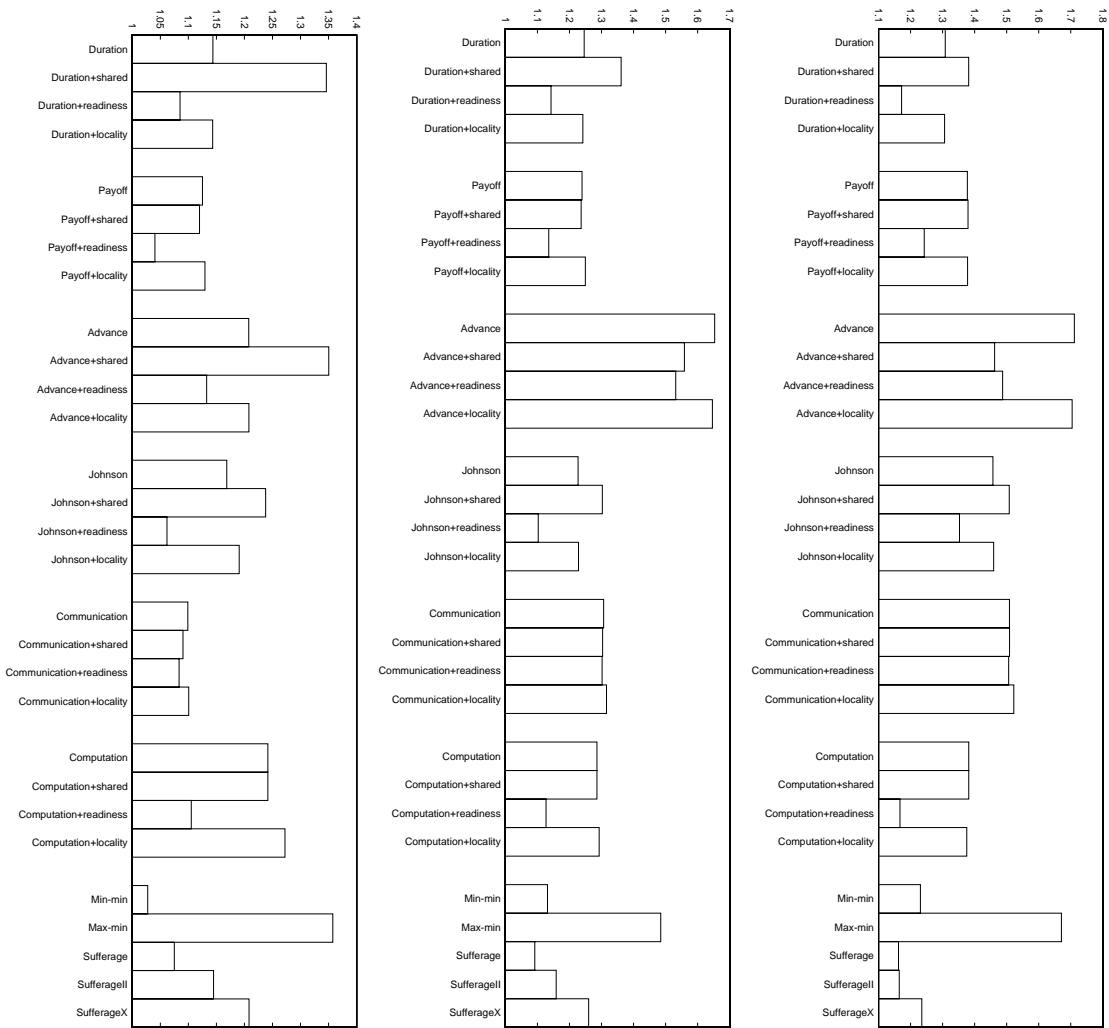 1 1.05 1.1 1.15 1.2 1.25 1.3 1.35 1.4
Duration
Duration+shared
Duration+readiness
Duration+locality
Payoff
Payoff+shared
Payoff+readiness
Payoff+locality
Advance
Advance+shared
Advance+readiness
Advance+locality
Johnson
Johnson+shared
Johnson+readiness
Johnson+locality
Communication
Communication+shared
Communication+readiness
Communication+locality
Computation
Computation+shared
Computation+readiness
Computation+locality
Min-min
Max-min
Sufferage
SufferageII
SufferageX
1 1.1 1.2 1.3 1.4 1.5 1.6 1.7
Duration
Duration+shared
Duration+readiness
Duration+locality
Payoff
Payoff+shared
Payoff+readiness
Payoff+locality
Advance
Advance+shared
Advance+readiness
Advance+locality
Johnson
Johnson+shared
Johnson+readiness
Johnson+locality
Communication
Communication+shared
Communication+readiness
Communication+locality
Computation
Computation+shared
Computation+readiness
Computation+locality
Min-min
Max-min
Sufferage
SufferageII
SufferageX
1.1 1.2 1.3 1.4 1.5 1.6 1.7 1.8
Duration
Duration+shared
Duration+readiness
Duration+locality
Payoff
Payoff+shared
Payoff+readiness
Payoff+locality
Advance
Advance+shared
Advance+readiness
Advance+locality
Johnson
Johnson+shared
Johnson+readiness
Johnson+locality
Communication
Communication+shared
Communication+readiness
Communication+locality
Computation
Computation+shared
Computation+readiness
Computation+locality
Min-min
Max-min
Sufferage
SufferageII
SufferageX